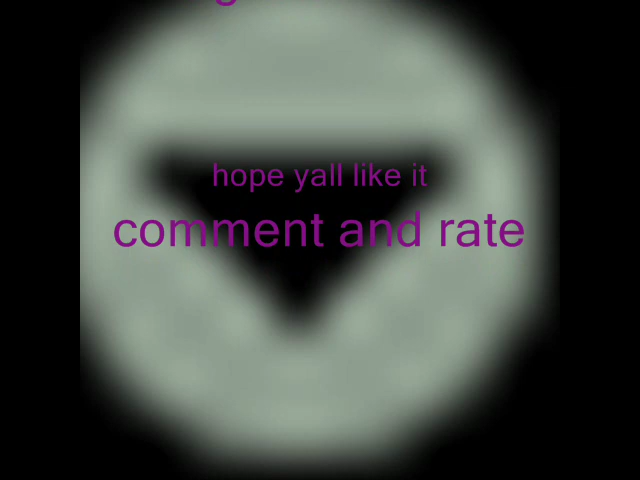 hope yall like it
comment and rate